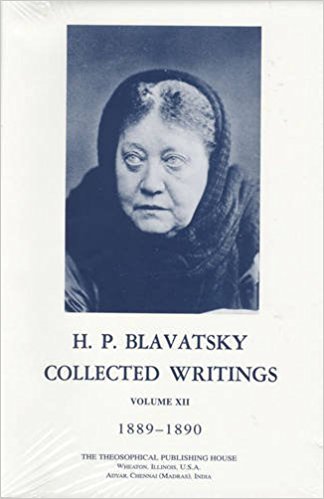 H. P. BLAVATSKY
COLLECTED WRITINGS
VOLUME XII
1889–1890
THE THEOSOPHICAL PUBLISHING HOUSE
WHEATON, ILLINOIS, U.S.A.
ADYAR, CHENNAI (MADRAS), INDIA